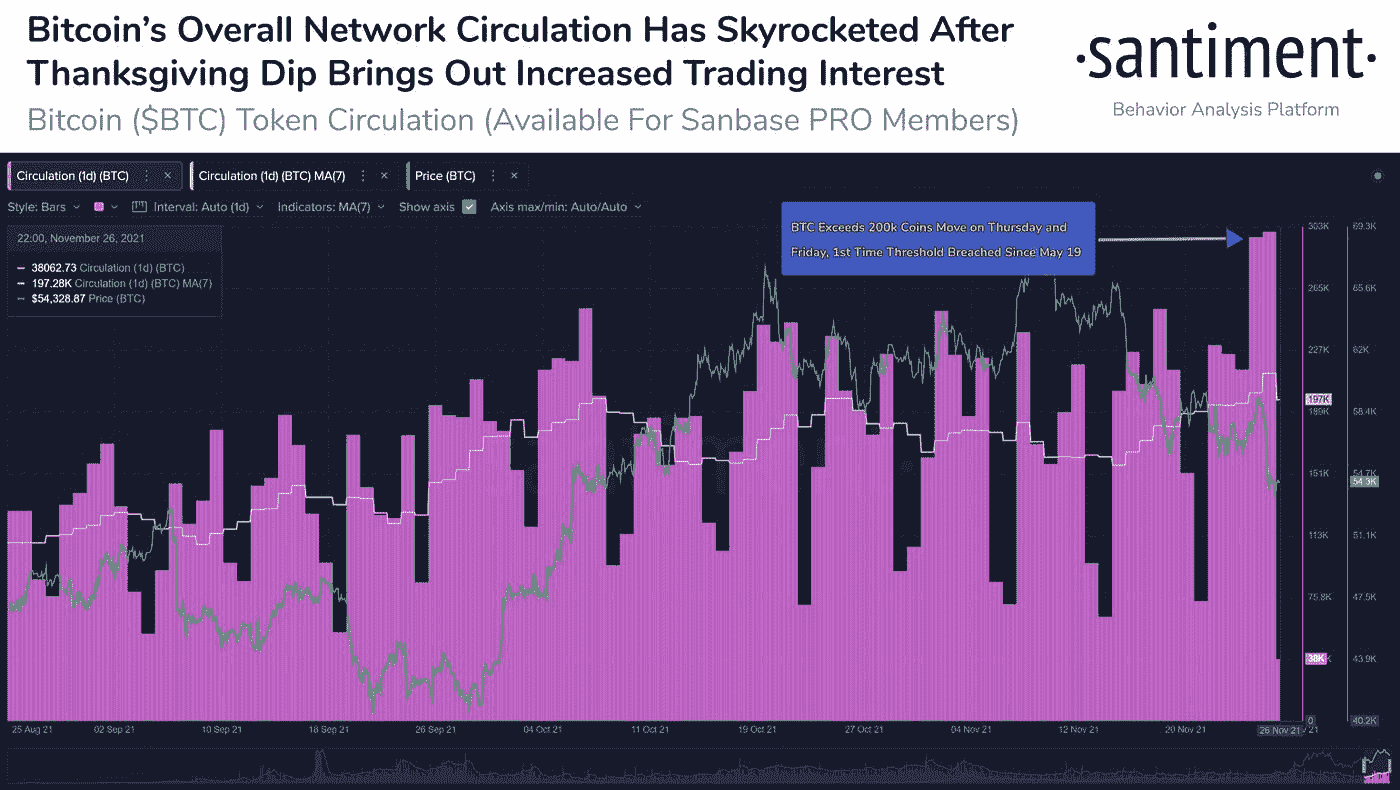 Bitcoin's Overall Network Circulation Has Skyrocketed After
Thanksgiving Dip Brings Out Increased Trading Interest
Bitcoin ($BTC) Token Circulation (Available For Sanbase PRO Members)
·santiment·
Behavior Analysis Platform
Circulation (1d) (BTC)
Circulation (1d) (BTC) MA(7)
Price (BTC)
Style: Bars
Interval: Auto (1d)
Indicators: MA(7)
Show axis
Axis max/min: Auto/Auto
22:00, November 26, 2021
38062.73 Circulation (1d) (BTC)
197.28K Circulation (1d) (BTC) MA(7)
$54,328.87 Price (BTC)
BTC Exceeds 200k Coins Move on Thursday and
Friday, 1st Time Threshold Breached Since May 19
303K
265K
227K
197K
189K
151K
113K
75.8K
38K
0
69.3K
65.6K
62K
58.4K
54.7K
54.3K
51.1K
47.5K
43.9K
40.2K
25 Aug 21
02 Sep 21
10 Sep 21
18 Sep 21
26 Sep 21
04 Oct 21
11 Oct 21
19 Oct 21
27 Oct 21
04 Nov 21
12 Nov 21
20 Nov 21
26 Nov 21